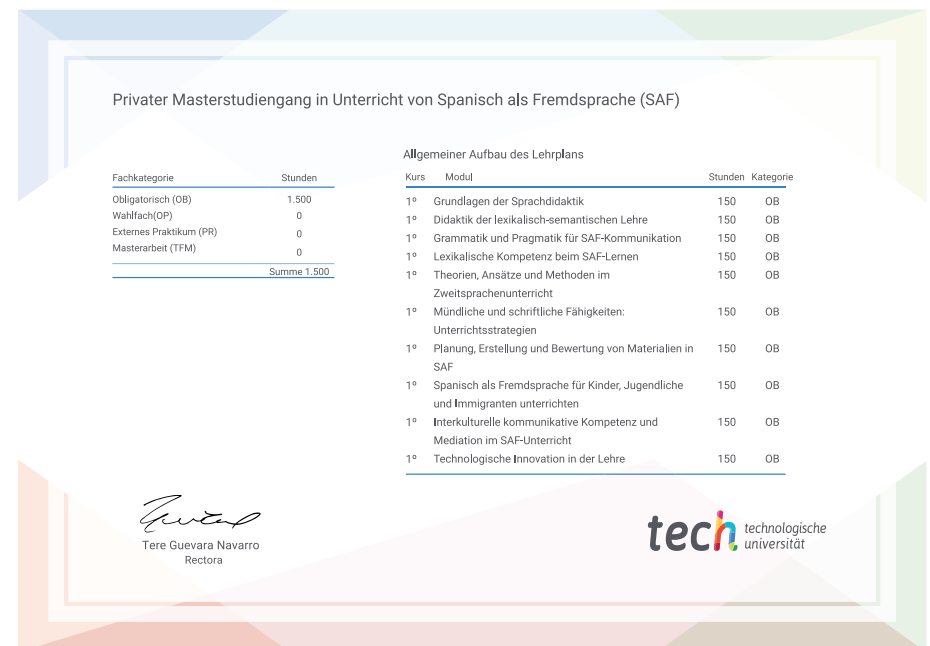 Privater Masterstudiengang in Unterricht von Spanisch als Fremdsprache (SAF)
Fachkategorie Stunden
Obligatorisch (OB) 1.500
Wahlfach(OP) 0
Externes Praktikum (PR) 0
Masterarbeit (TFM) 0
Summe 1.500
Allgemeiner Aufbau des Lehrplans
Kurs Modul Stunden Kategorie
1º Grundlagen der Sprachdidaktik 150 OB
1º Didaktik der lexikalisch-semantischen Lehre 150 OB
1º Grammatik und Pragmatik für SAF-Kommunikation 150 OB
1º Lexikalische Kompetenz beim SAF-Lernen 150 OB
1º Theorien, Ansätze und Methoden im 150 OB
Zweitsprachenunterricht
1º Mündliche und schriftliche Fähigkeiten: 150 OB
Unterrichtsstrategien
1º Planung, Erstellung und Bewertung von Materialien in 150 OB
SAF
1º Spanisch als Fremdsprache für Kinder, Jugendliche 150 OB
und Immigranten unterrichten
1º Interkulturelle kommunikative Kompetenz und 150 OB
Mediation im SAF-Unterricht
1º Technologische Innovation in der Lehre 150 OB
Tere Guevara Navarro
Rectora
tech technologische
universität